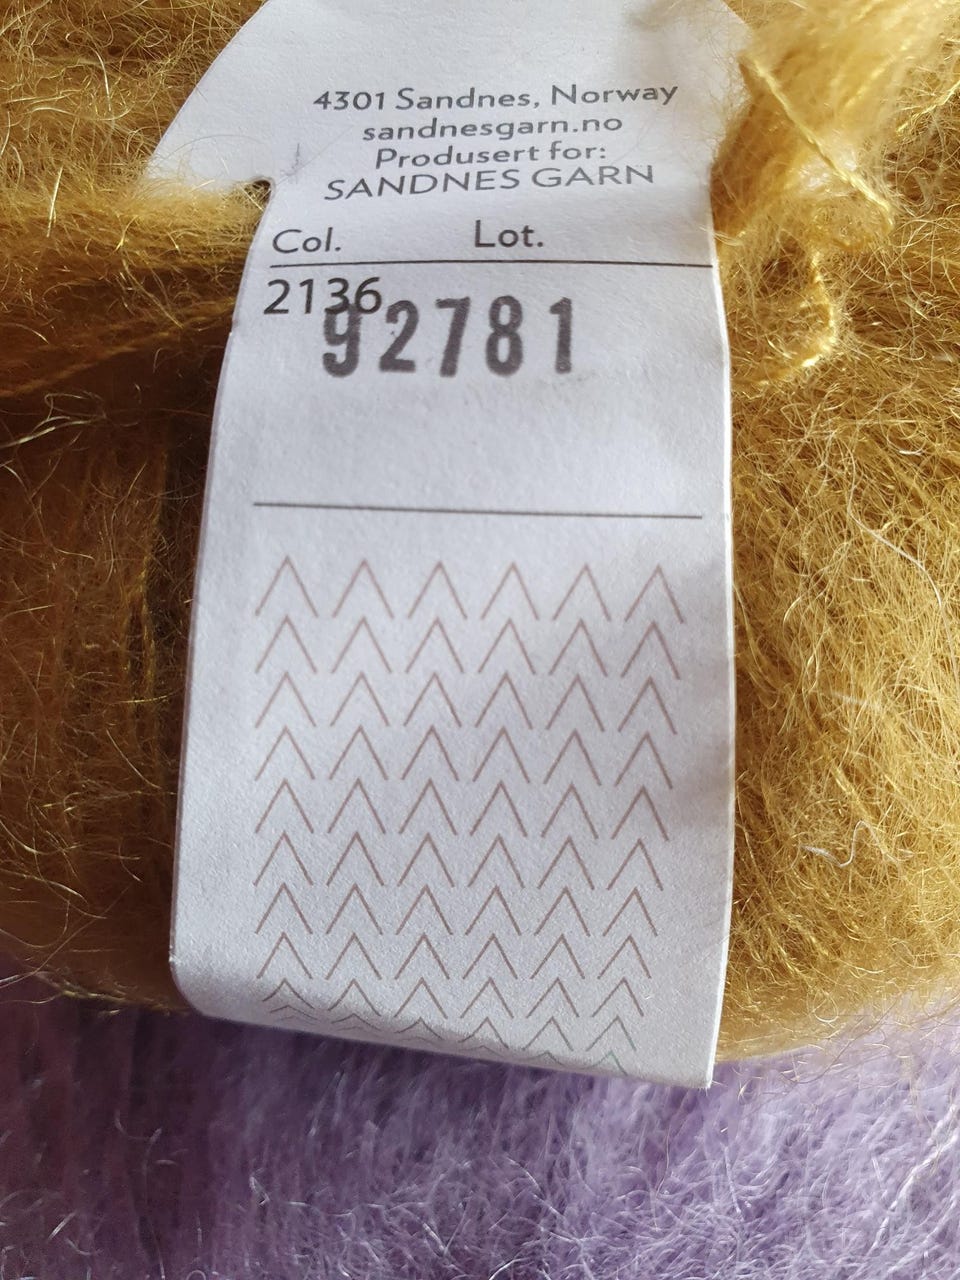 4301 Sandnes, Norway
sandnesgarn.no
Produsert for:
SANDNES GARN
Col. Lot.
2136
92781